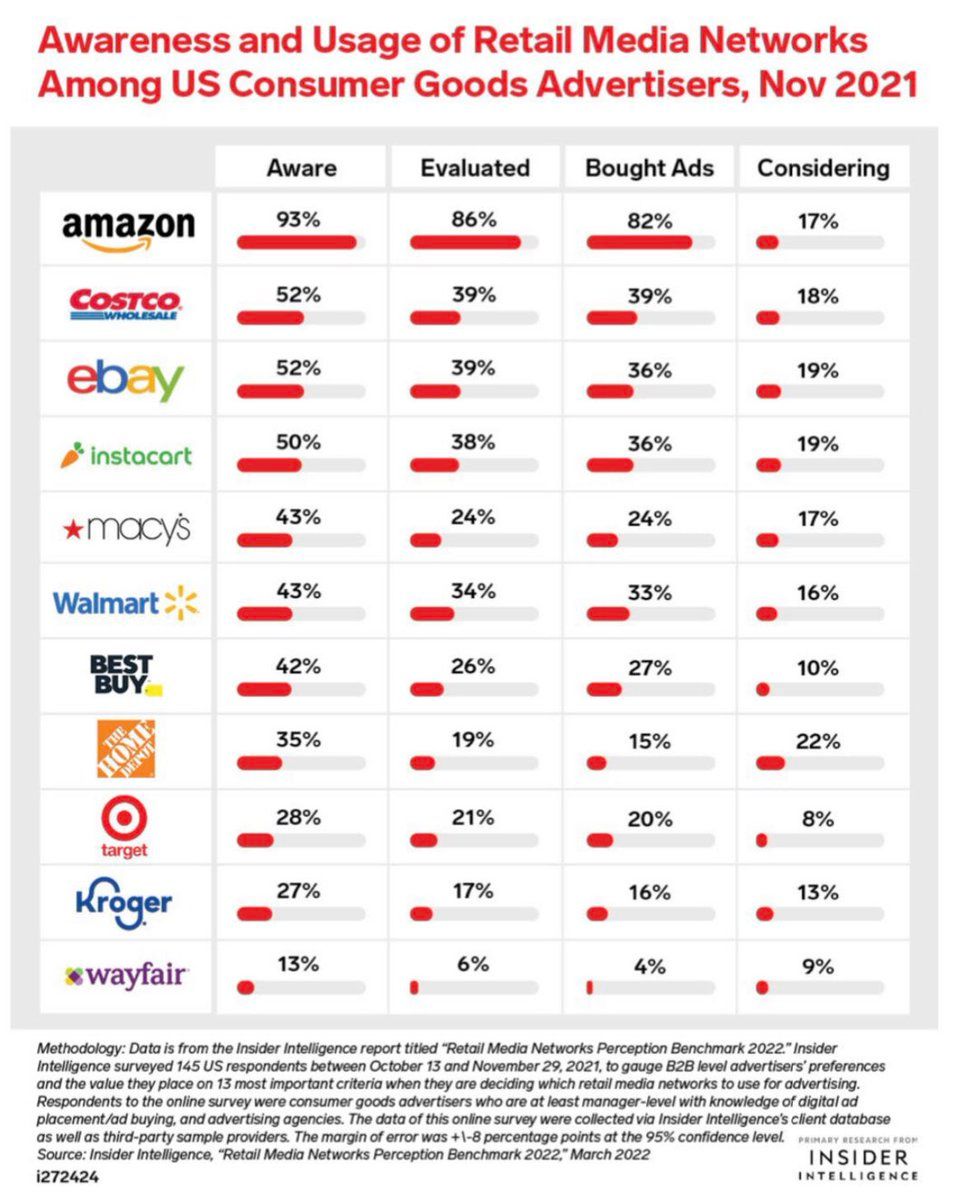 Awareness and Usage of Retail Media Networks
Among US Consumer Goods Advertisers, Nov 2021
Aware Evaluated Bought Ads Considering
amazon 93% 86% 82% 17%
COSTCO WHOLESALE 52% 39% 39% 18%
ebay 52% 39% 36% 19%
instacart 50% 38% 36% 19%
macy's 43% 24% 24% 17%
Walmart 43% 34% 33% 16%
BEST BUY 42% 26% 27% 10%
THE HOME DEPOT 35% 19% 15% 22%
target 28% 21% 20% 8%
Kroger 27% 17% 16% 13%
wayfair 13% 6% 4% 9%
Methodology: Data is from the Insider Intelligence report titled “Retail Media Networks Perception Benchmark 2022.” Insider
Intelligence surveyed 145 US respondents between October 13 and November 29, 2021, to gauge B2B level advertisers' preferences
and the value they place on 13 most important criteria when they are deciding which retail media networks to use for advertising.
Respondents to the online survey were consumer goods advertisers who are at least manager-level with knowledge of digital ad
placement/ad buying, and advertising agencies. The data of this online survey were collected via Insider Intelligence's client database
as well as third-party sample providers. The margin of error was +\-8 percentage points at the 95% confidence level.
Source: Insider Intelligence, “Retail Media Networks Perception Benchmark 2022,” March 2022
i272424
PRIMARY RESEARCH FROM
INSIDER
INTELLIGENCE